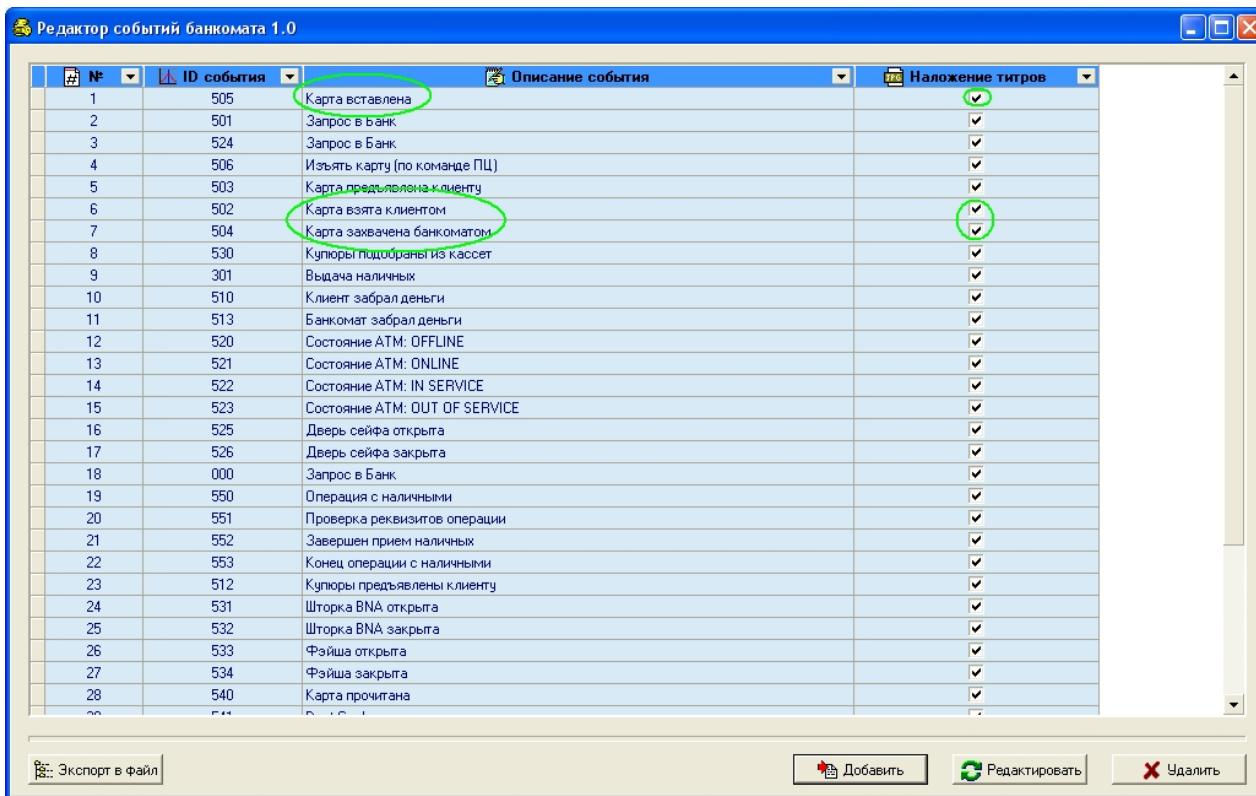 Редактор событий банкомата 1.0
№ ID события Описание события Наложение титров
1 505 Карта вставлена
2 501 Запрос в Банк
3 524 Запрос в Банк
4 506 Изъять карту (по команде ПЦ)
5 503 Карта предъявлена клиенту
6 502 Карта взята клиентом
7 504 Карта захвачена банкоматом
8 530 Купюры подобраны из кассет
9 301 Выдача наличных
10 510 Клиент забрал деньги
11 513 Банкомат забрал деньги
12 520 Состояние ATM: OFFLINE
13 521 Состояние ATM: ONLINE
14 522 Состояние ATM: IN SERVICE
15 523 Состояние ATM: OUT OF SERVICE
16 525 Дверь сейфа открыта
17 526 Дверь сейфа закрыта
18 000 Запрос в Банк
19 550 Операция с наличными
20 551 Проверка реквизитов операции
21 552 Завершен прием наличных
22 553 Конец операции с наличными
23 512 Купюры предъявлены клиенту
24 531 Шторка BNA открыта
25 532 Шторка BNA закрыта
26 533 Фэйша открыта
27 534 Фэйша закрыта
28 540 Карта прочитана
Экспорт в файл Добавить Редактировать Удалить